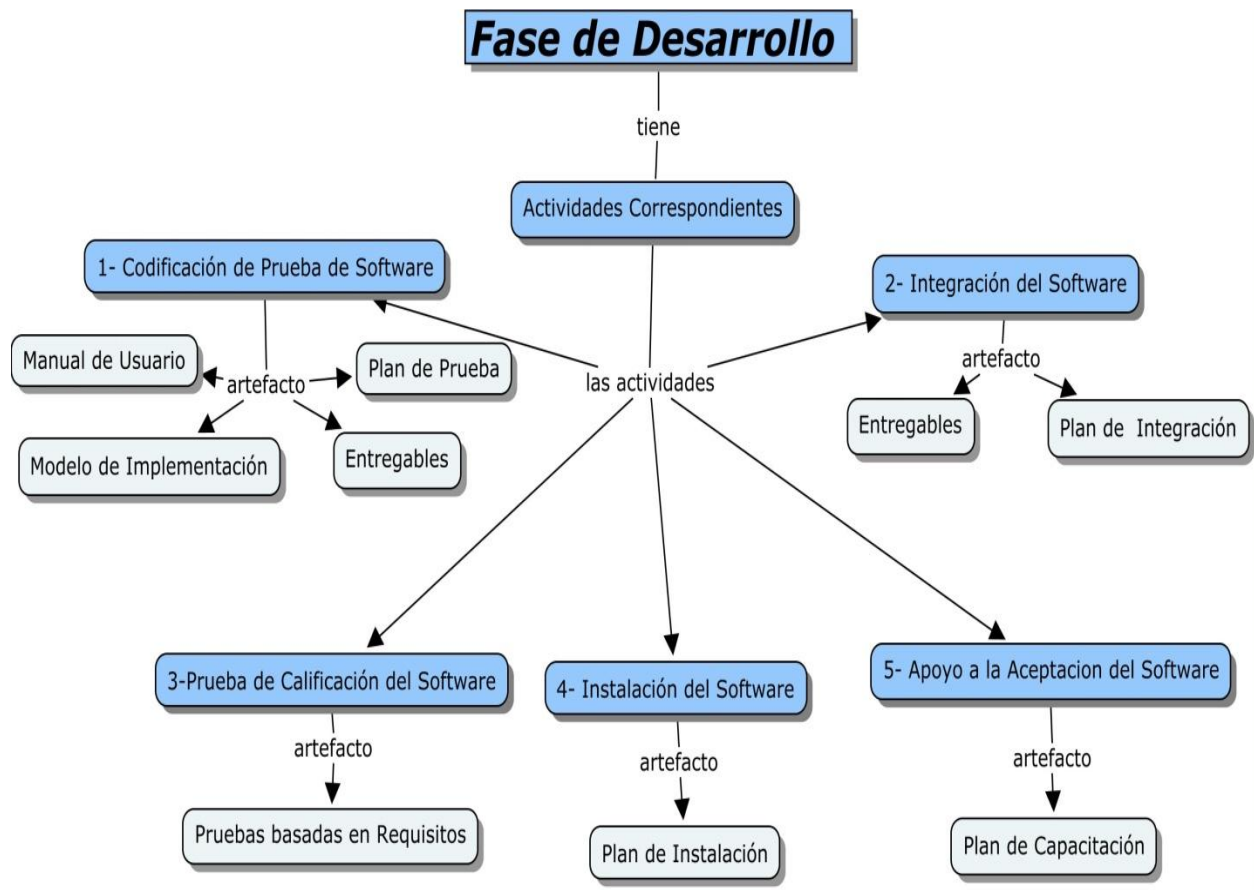 Fase de Desarrollo
tiene
Actividades Correspondientes
1- Codificación de Prueba de Software
2- Integración del Software
Manual de Usuario
Plan de Prueba
artefacto
las actividades
artefacto
Modelo de Implementación
Entregables
Entregables
Plan de Integración
3-Prueba de Calificación del Software
4- Instalación del Software
5- Apoyo a la Aceptacion del Software
artefacto
artefacto
artefacto
Pruebas basadas en Requisitos
Plan de Instalación
Plan de Capacitación